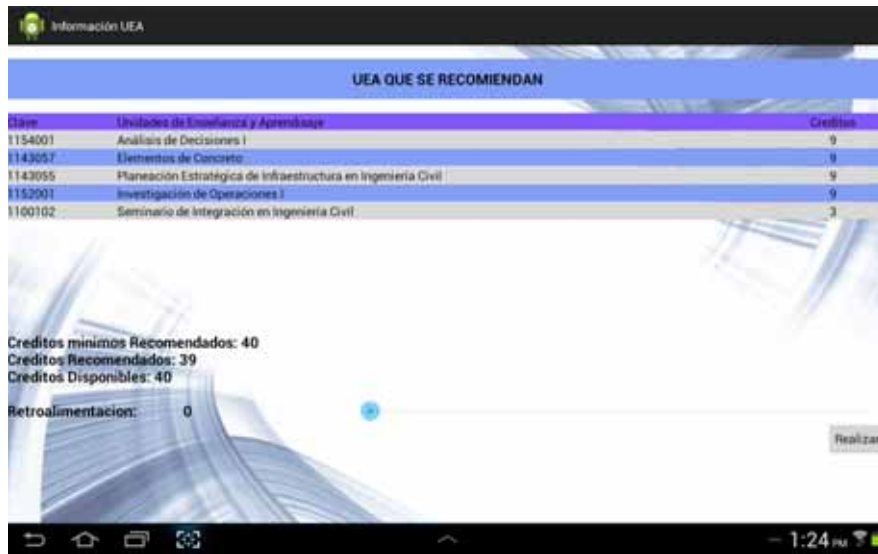 Información UEA
UEA QUE SE RECOMIENDAN
Clave Unidades de Enseñanza y Aprendizaje Creditos
1154001 Análisis de Decisiones I 9
1143057 Elementos de Concreto 9
1143055 Planeación Estratégica de Infraestructura en Ingeniería Civil 9
1152001 Investigación de Operaciones I 9
1100102 Seminario de Integración en Ingeniería Civil 3
Creditos minimos Recomendados: 40
Creditos Recomendados: 39
Creditos Disponibles: 40
Retroalimentacion: 0
Realizar
1:24 PM